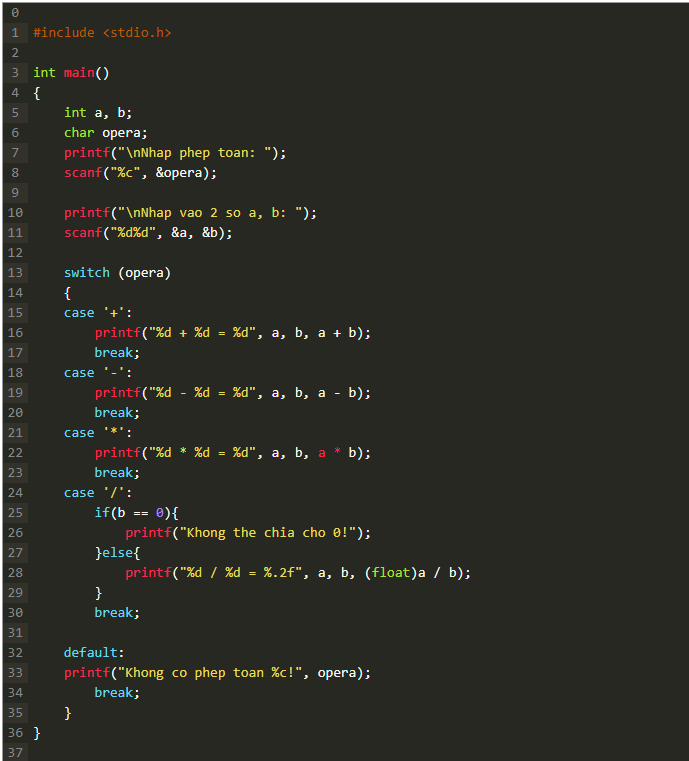 0
1 #include <stdio.h>
2
3 int main()
4 {
5     int a, b;
6     char opera;
7     printf("\nNhap phep toan: ");
8     scanf("%c", &opera);
9
10     printf("\nNhap vao 2 so a, b: ");
11     scanf("%d%d", &a, &b);
12
13     switch (opera)
14     {
15     case '+':
16         printf("%d + %d = %d", a, b, a + b);
17         break;
18     case '-':
19         printf("%d - %d = %d", a, b, a - b);
20         break;
21     case '*':
22         printf("%d * %d = %d", a, b, a * b);
23         break;
24     case '/':
25         if(b == 0){
26             printf("Khong the chia cho 0!");
27         }else{
28             printf("%d / %d = %.2f", a, b, (float)a / b);
29         }
30         break;
31
32     default:
33     printf("Khong co phep toan %c!", opera);
34         break;
35     }
36 }
37